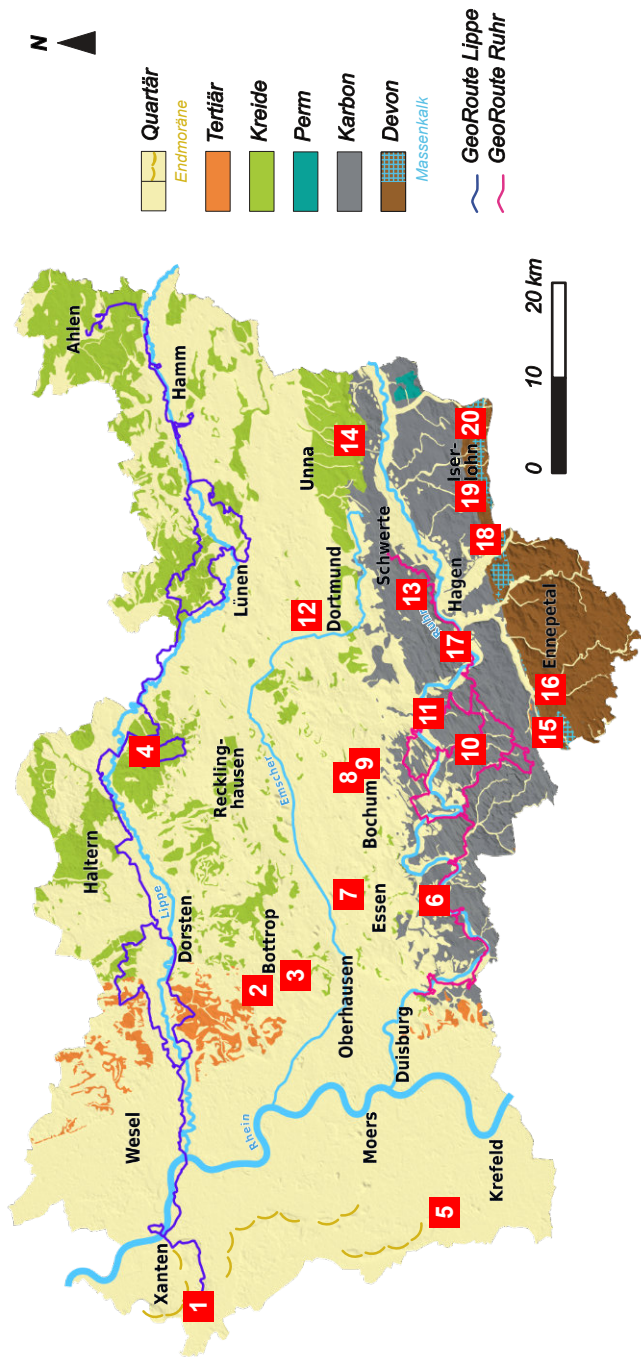 N
Quartär
Endmoräne
Tertiär
Kreide
Perm
Karbon
Devon
Massenkalk
GeoRoute Lippe
GeoRoute Ruhr
0
10
20 km
Ahlen
Hamm
Haltern
Lünen
4
Lippe
Dorsten
Wesel
Xanten
1
Reckling-
hausen
Unna
14
Emscher
12
Dortmund
Bottrop
2
3
Rhein
Oberhausen
7
Essen
8
9
Bochum
Schwerte
13
Ruhr
Hagen
Iser-
lohn
20
19
18
17
11
10
6
Duisburg
Moers
5
Krefeld
Ennepetal
16
15